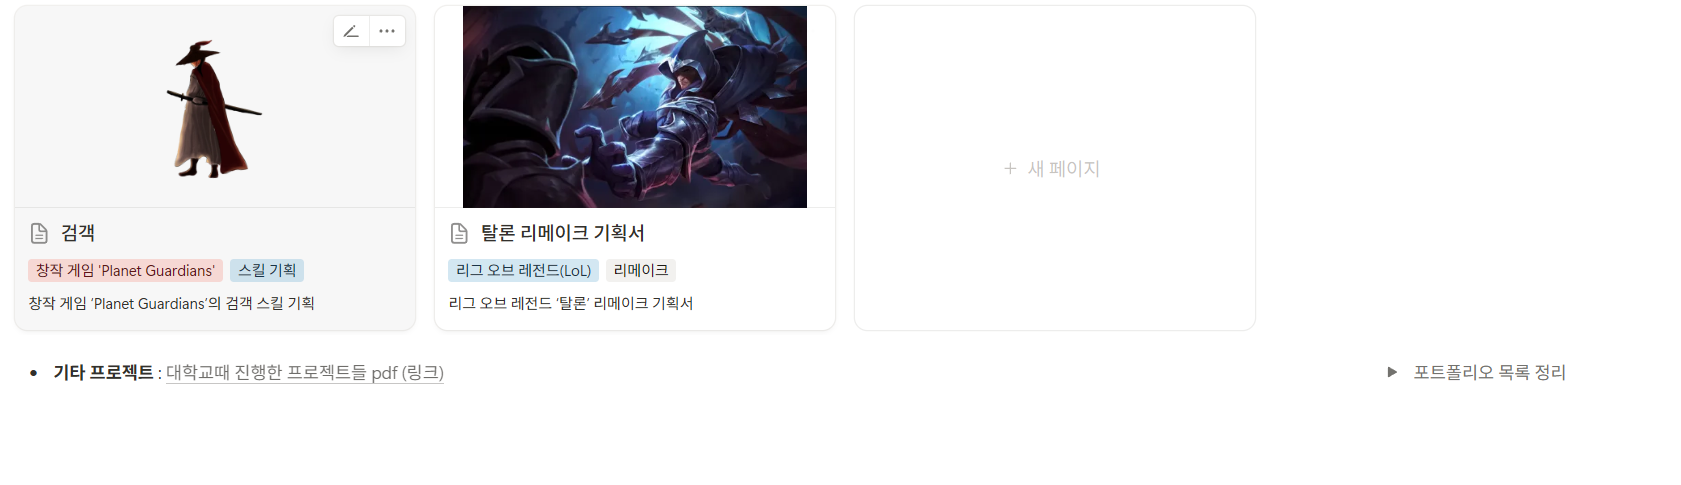 검객
창작 게임 'Planet Guardians'
스킬 기획
창작 게임 'Planet Guardians'의 검객 스킬 기획
탈론 리메이크 기획서
리그 오브 레전드(LoL)
리메이크
리그 오브 레전드 '탈론' 리메이크 기획서
+ 새 페이지
• 기타 프로젝트 : 대학교때 진행한 프로젝트들 pdf (링크)
▶ 포트폴리오 목록 정리